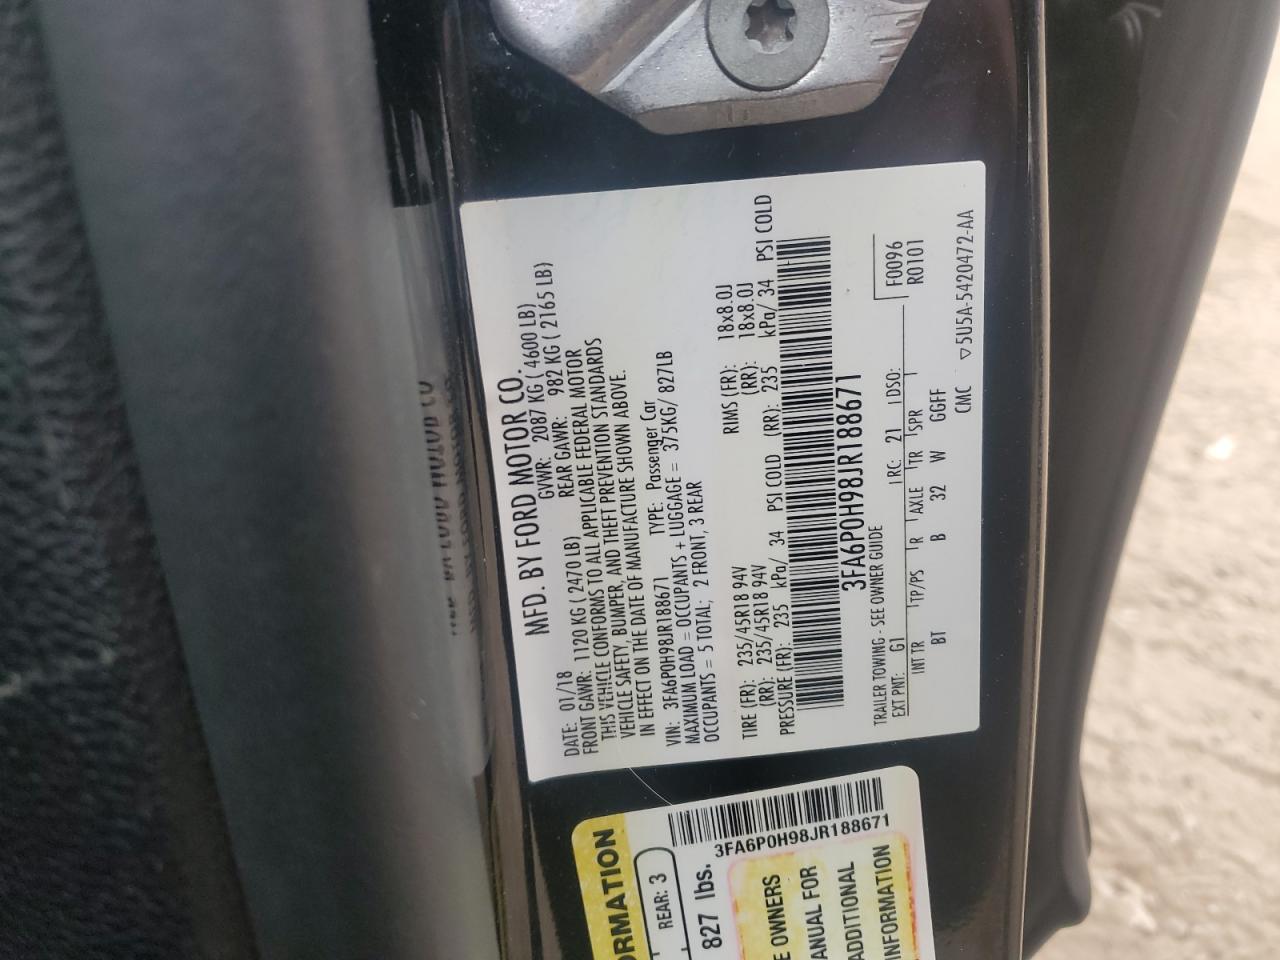 MFD. BY FORD MOTOR CO.
DATE: 01/18 GVWR: 2087 KG ( 4600 LB)
FRONT GAWR: 1120 KG ( 2470 LB) REAR GAWR: 982 KG ( 2165 LB)
THIS VEHICLE CONFORMS TO ALL APPLICABLE FEDERAL MOTOR
VEHICLE SAFETY, BUMPER, AND THEFT PREVENTION STANDARDS
IN EFFECT ON THE DATE OF MANUFACTURE SHOWN ABOVE.
VIN: 3FA6P0H98JR188671 TYPE: Passenger Car
MAXIMUM LOAD = OCCUPANTS + LUGGAGE = 375KG/ 827LB
OCCUPANTS = 5 TOTAL; 2 FRONT, 3 REAR
TIRE (FR): 235/45R18 94V RIMS (FR): 18x8.0J
(RR): 235/45R18 94V (RR): 18x8.0J
PRESSURE (FR): 235 kPa/ 34 PSI COLD (RR): 235 kPa/ 34 PSI COLD
3FA6P0H98JR188671
TRAILER TOWING - SEE OWNER GUIDE F0096
EXT PNT: G1 RC: 21 DSO: R0101
INT TR TP/PS R AXLE TR SPR
BT B 32 W GGFF
CMC ▽5U5A-5420472-AA
3FA6P0H98JR188671
ORMATION
REAR: 3
827 lbs.
E OWNERS
ANUAL FOR
ADDITIONAL
INFORMATION